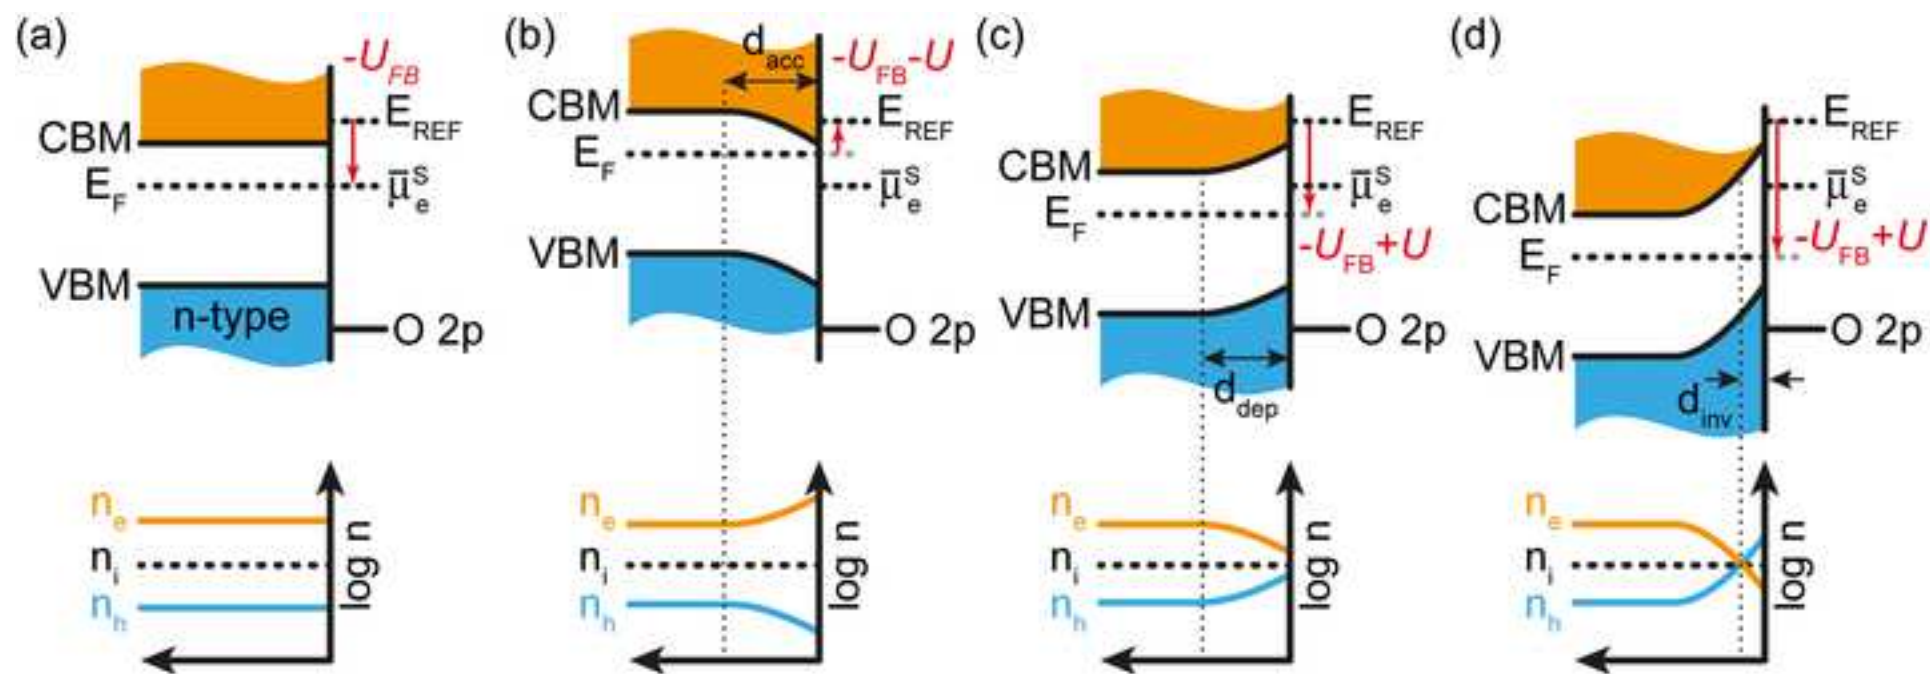 (a)
-U_FB
CBM
E_REF
E_F
μ̄_e^S
VBM
n-type
O 2p
n_e
n_i
n_h
log n
(b)
d_acc
-U_FB-U
CBM
E_REF
E_F
μ̄_e^S
VBM
O 2p
n_e
n_i
n_h
log n
(c)
E_REF
CBM
μ̄_e^S
E_F
-U_FB+U
VBM
O 2p
d_dep
n_e
n_i
n_h
log n
(d)
E_REF
μ̄_e^S
CBM
-U_FB+U
E_F
O 2p
VBM
d_inv
n_e
n_i
n_h
log n